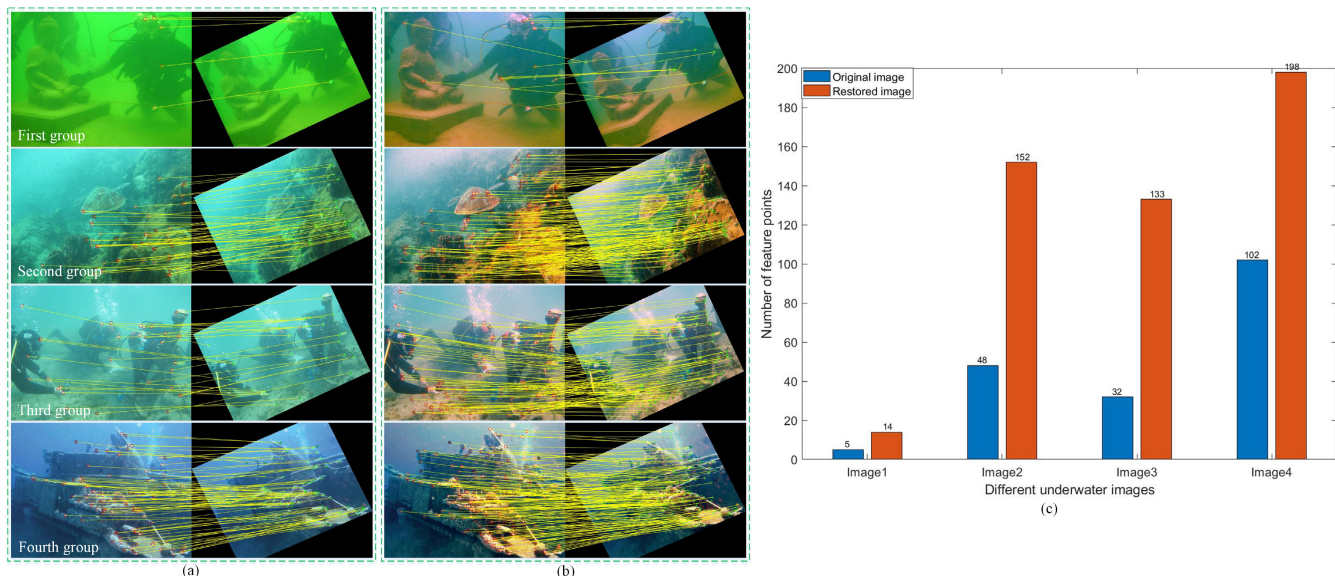 First group
Second group
Third group
Fourth group
(a)
(b)
Original image
Restored image
Number of feature points
200
180
160
140
120
100
80
60
40
20
0
5
14
48
152
32
133
102
198
Image1
Image2
Image3
Image4
Different underwater images
(c)